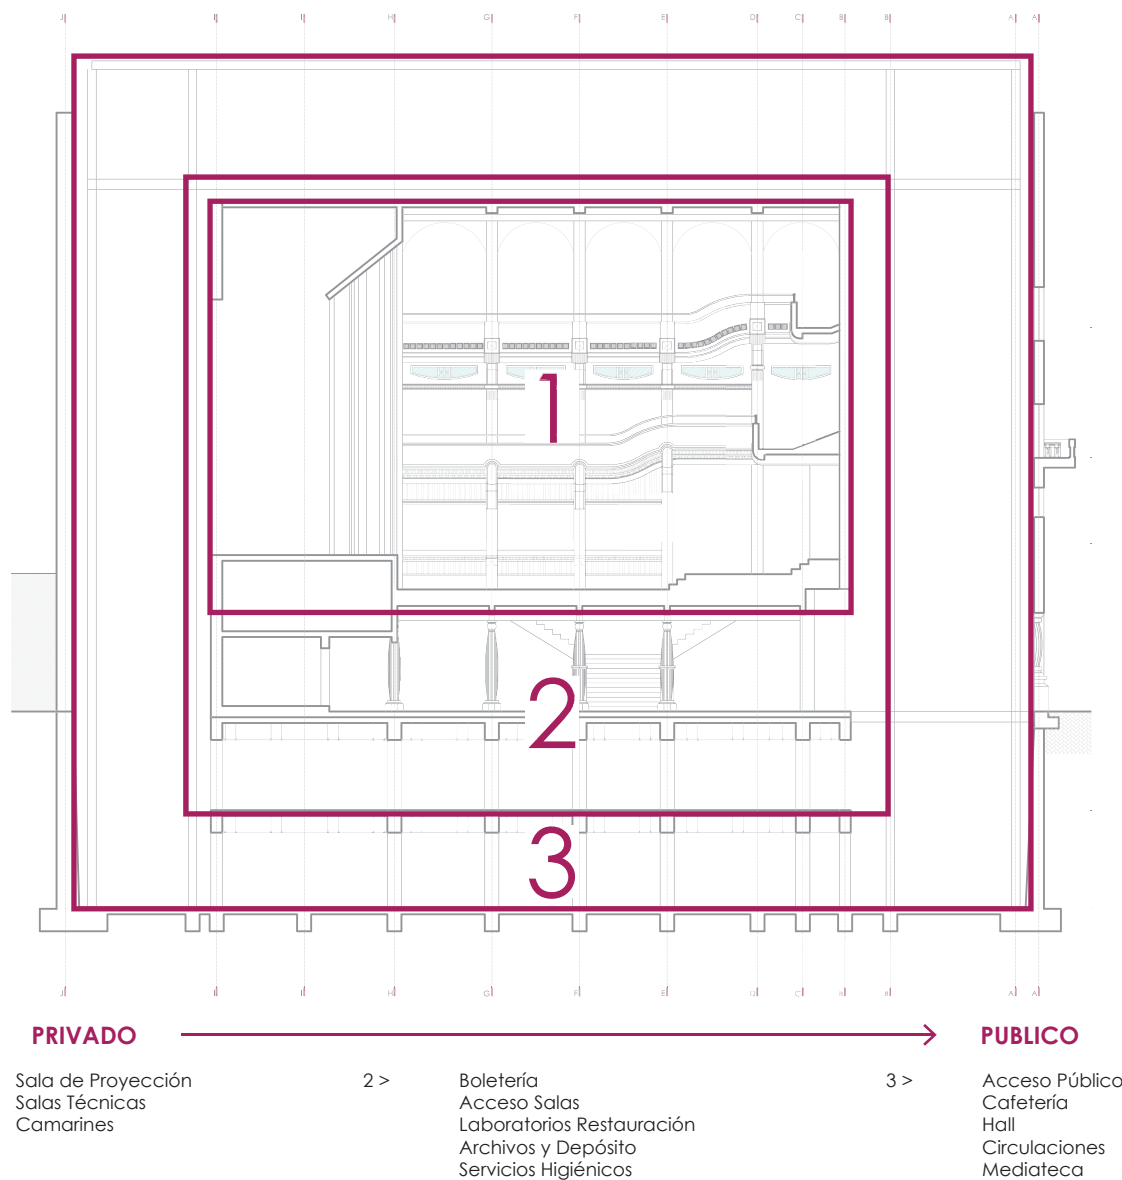 J I I H G F E D C B B A A
1
2
3
J I I H G F E D C B B A A
PRIVADO PUBLICO
Sala de Proyección 2 > Boletería 3 > Acceso Público
Salas Técnicas Acceso Salas Cafetería
Camarines Laboratorios Restauración Hall
Archivos y Depósito Circulaciones
Servicios Higiénicos Mediateca